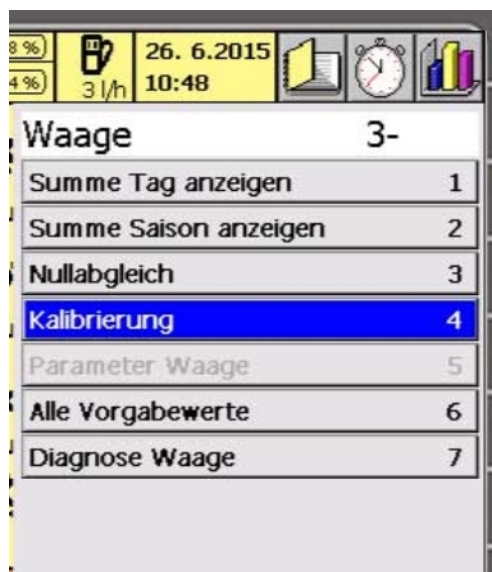 8 %)
26. 6.2015
4 %)
3 l/h
10:48
Waage 3-
Summe Tag anzeigen 1
Summe Saison anzeigen 2
Nullabgleich 3
Kalibrierung 4
Parameter Waage 5
Alle Vorgabewerte 6
Diagnose Waage 7